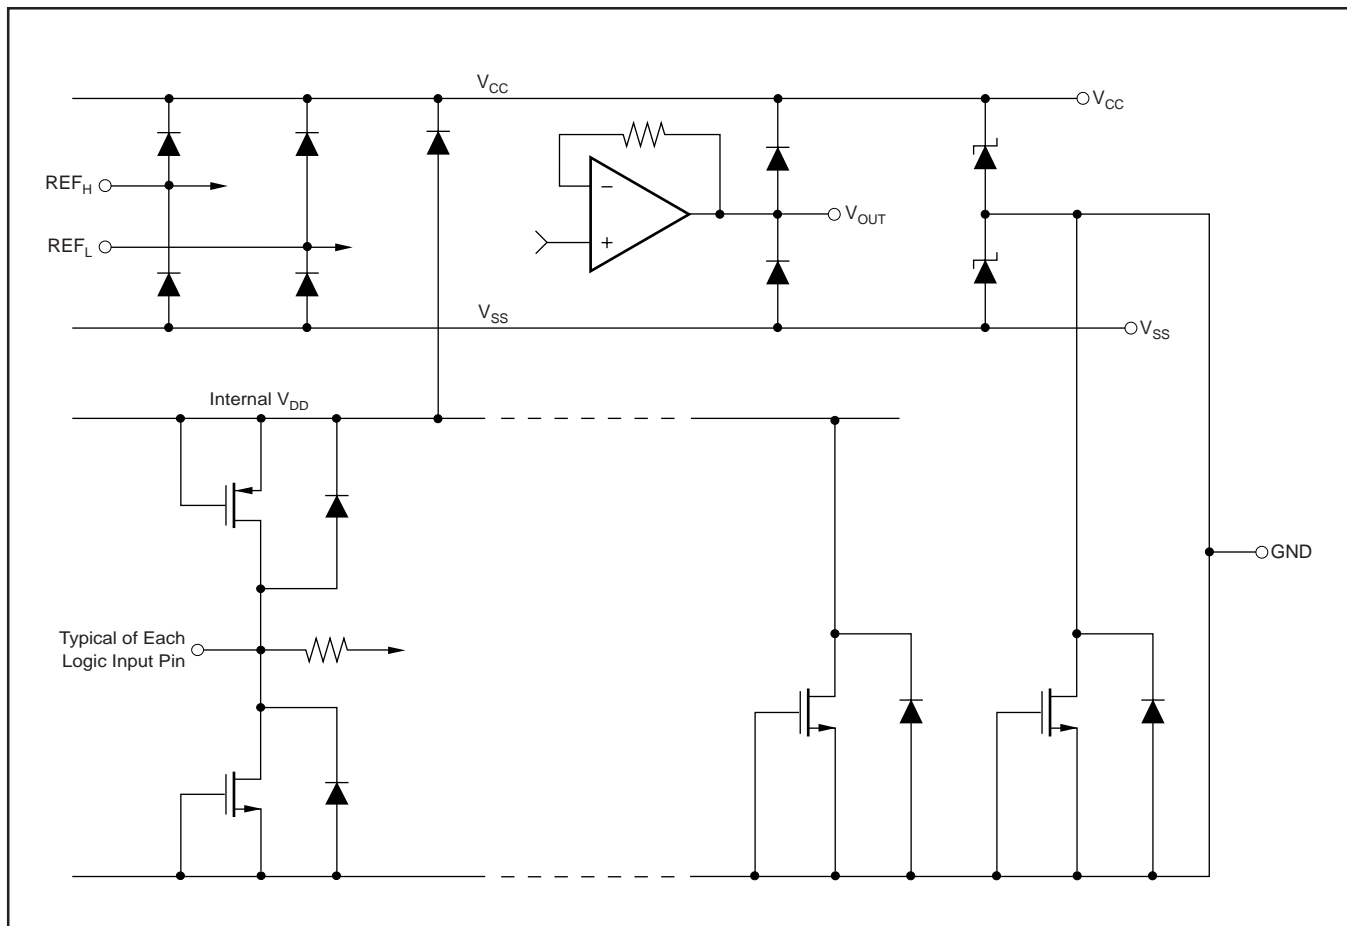 V_CC
V_CC
REF_H
REF_L
−
+
V_OUT
V_SS
V_SS
Internal V_DD
GND
Typical of Each
Logic Input Pin